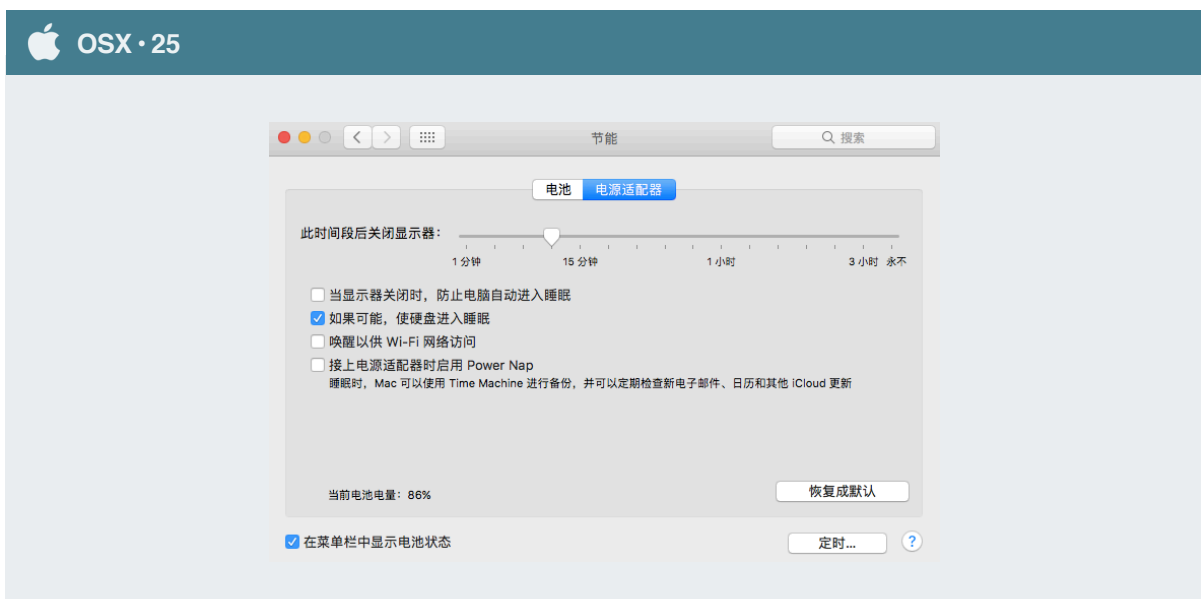 OSX · 25
节能
搜索
电池 电源适配器
此时间段后关闭显示器：
1 分钟 15 分钟 1 小时 3 小时 永不
当显示器关闭时，防止电脑自动进入睡眠
如果可能，使硬盘进入睡眠
唤醒以供 Wi-Fi 网络访问
接上电源适配器时启用 Power Nap
睡眠时，Mac 可以使用 Time Machine 进行备份，并可以定期检查新电子邮件、日历和其他 iCloud 更新
当前电池电量：86%
恢复成默认
在菜单栏中显示电池状态
定时... ?